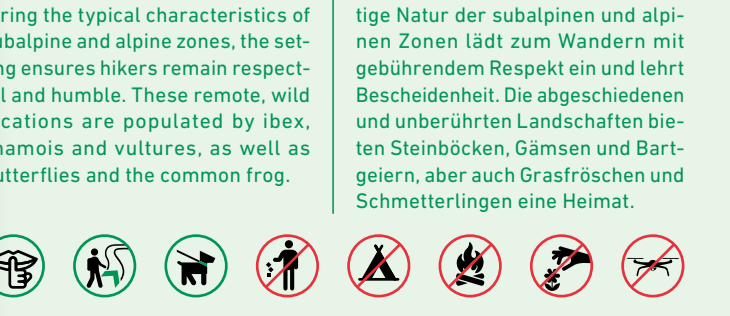 ring the typical characteristics of
ubalpine and alpine zones, the set-
ng ensures hikers remain respect-
l and humble. These remote, wild
cations are populated by ibex,
hamois and vultures, as well as
utterflies and the common frog.
tige Natur der subalpinen und alpi-
nen Zonen lädt zum Wandern mit
gebührendem Respekt ein und lehrt
Bescheidenheit. Die abgeschiedenen
und unberührten Landschaften bie-
ten Steinböcken, Gämsen und Bart-
geiern, aber auch Grasfröschen und
Schmetterlingen eine Heimat.